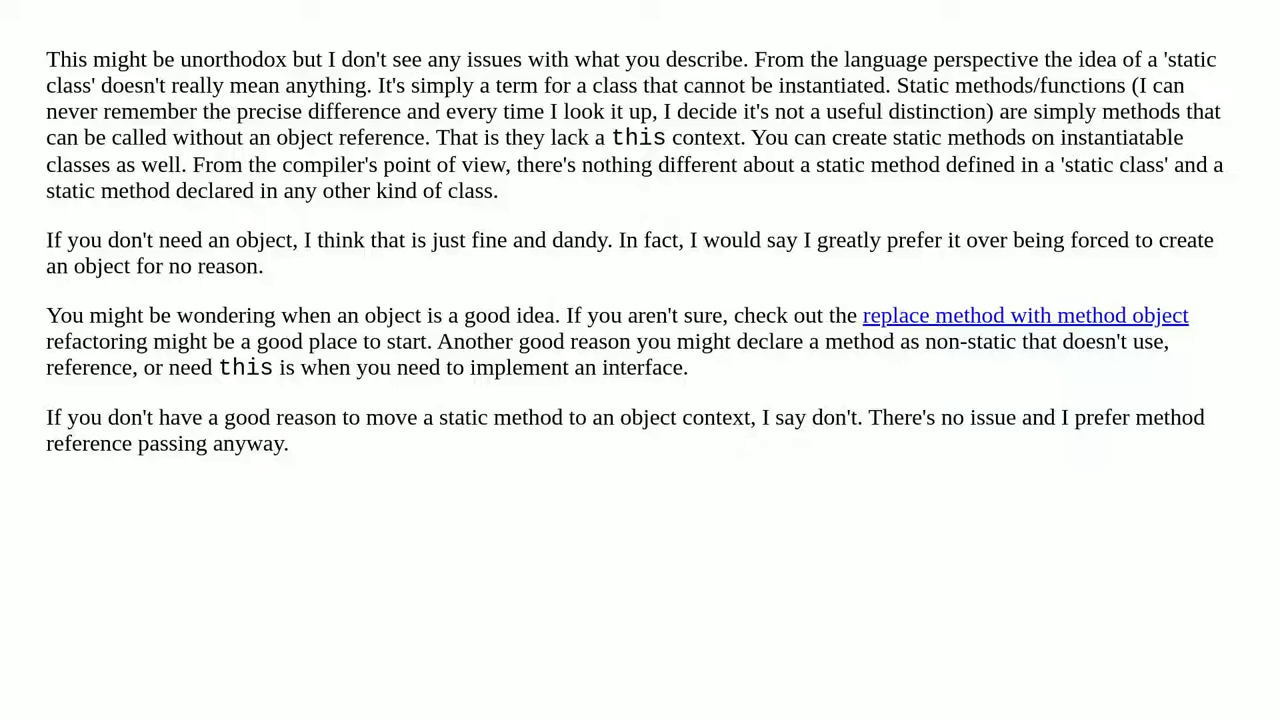 This might be unorthodox but I don't see any issues with what you describe. From the language perspective the idea of a 'static
class' doesn't really mean anything. It's simply a term for a class that cannot be instantiated. Static methods/functions (I can
never remember the precise difference and every time I look it up, I decide it's not a useful distinction) are simply methods that
can be called without an object reference. That is they lack a this context. You can create static methods on instantiatable
classes as well. From the compiler's point of view, there's nothing different about a static method defined in a 'static class' and a
static method declared in any other kind of class.
If you don't need an object, I think that is just fine and dandy. In fact, I would say I greatly prefer it over being forced to create
an object for no reason.
You might be wondering when an object is a good idea. If you aren't sure, check out the replace method with method object
refactoring might be a good place to start. Another good reason you might declare a method as non-static that doesn't use,
reference, or need this is when you need to implement an interface.
If you don't have a good reason to move a static method to an object context, I say don't. There's no issue and I prefer method
reference passing anyway.